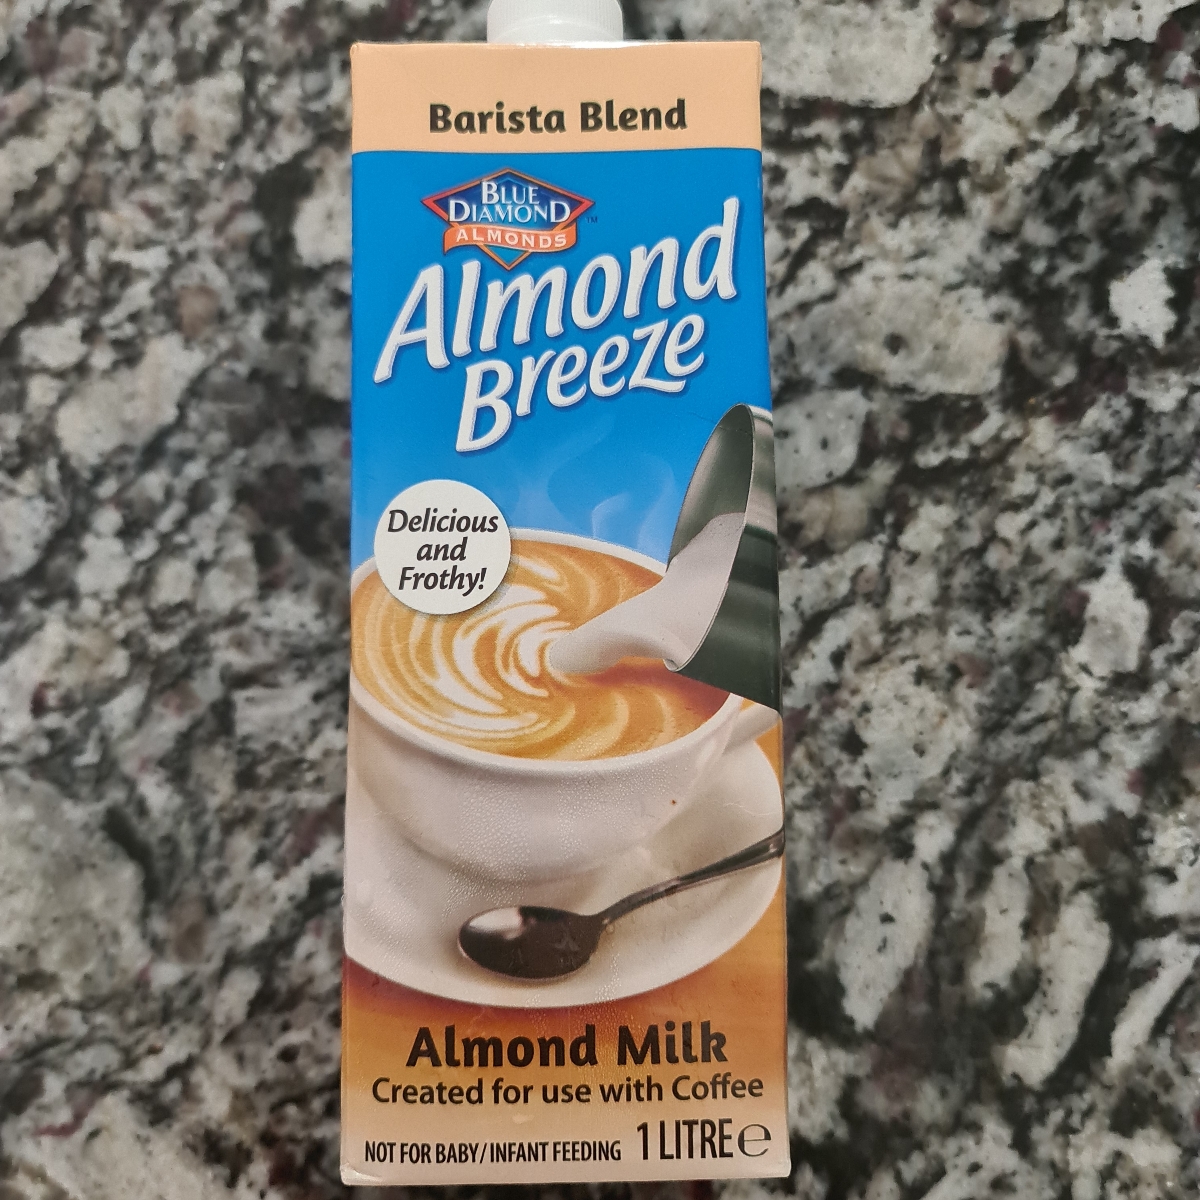 Barista Blend
BLUE
DIAMOND™
ALMONDS
Almond
Breeze
Delicious
and
Frothy!
Almond Milk
Created for use with Coffee
NOT FOR BABY/INFANT FEEDING 1 LITRE ℮